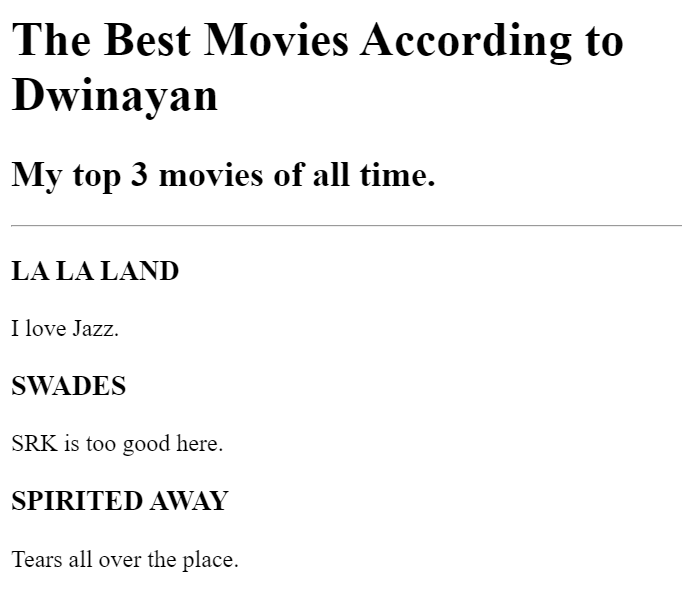 The Best Movies According to
Dwinayan
My top 3 movies of all time.
LA LA LAND
I love Jazz.
SWADES
SRK is too good here.
SPIRITED AWAY
Tears all over the place.